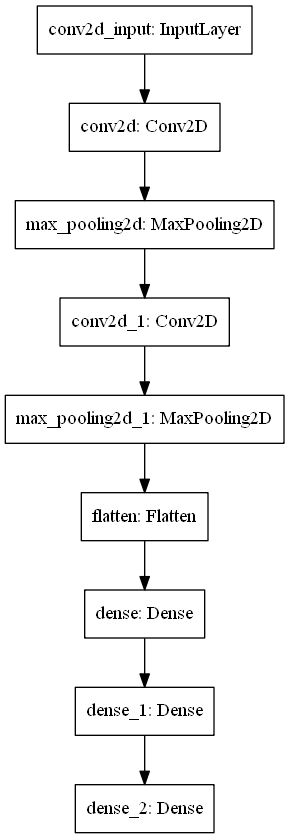 conv2d_input: InputLayer
conv2d: Conv2D
max_pooling2d: MaxPooling2D
conv2d_1: Conv2D
max_pooling2d_1: MaxPooling2D
flatten: Flatten
dense: Dense
dense_1: Dense
dense_2: Dense